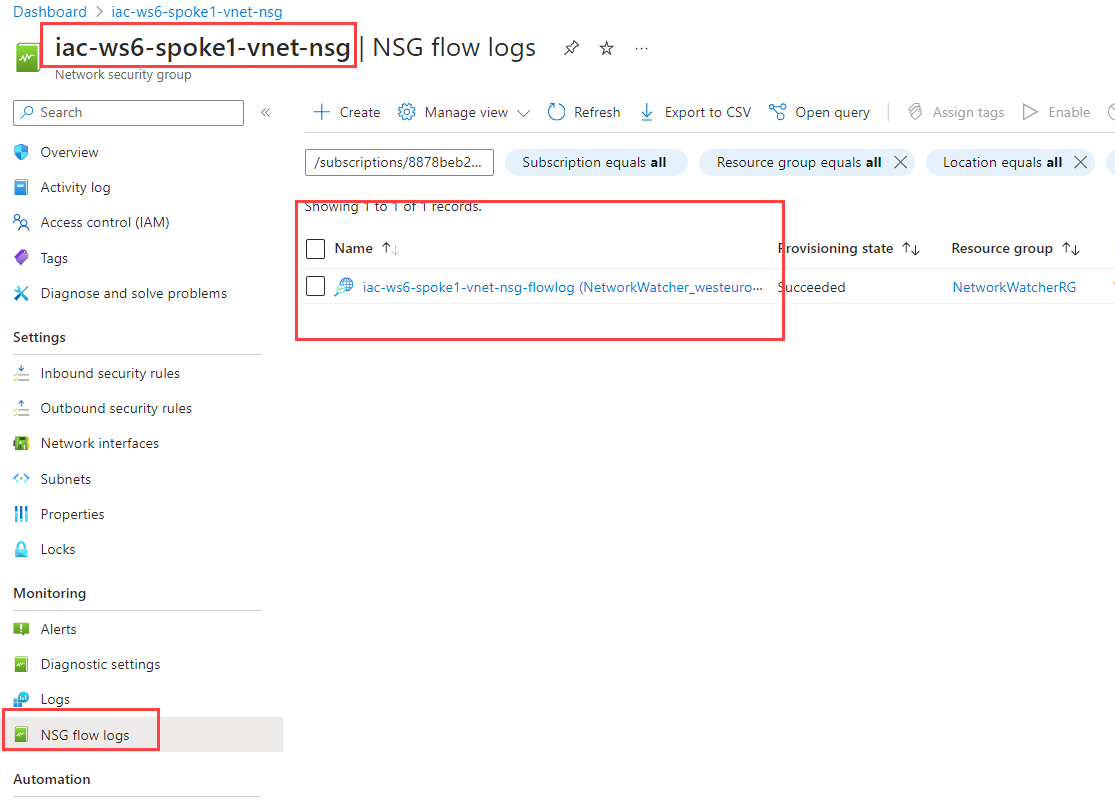 Dashboard > iac-ws6-spoke1-vnet-nsg
iac-ws6-spoke1-vnet-nsg | NSG flow logs
Network security group
Search
Overview
Activity log
Access control (IAM)
Tags
Diagnose and solve problems
Settings
Inbound security rules
Outbound security rules
Network interfaces
Subnets
Properties
Locks
Monitoring
Alerts
Diagnostic settings
Logs
NSG flow logs
Automation
Create Manage view Refresh Export to CSV Open query Assign tags Enable
/subscriptions/8878beb2... Subscription equals all Resource group equals all Location equals all
Showing 1 to 1 of 1 records.
Name Provisioning state Resource group
iac-ws6-spoke1-vnet-nsg-flowlog (NetworkWatcher_westeuro... Succeeded NetworkWatcherRG